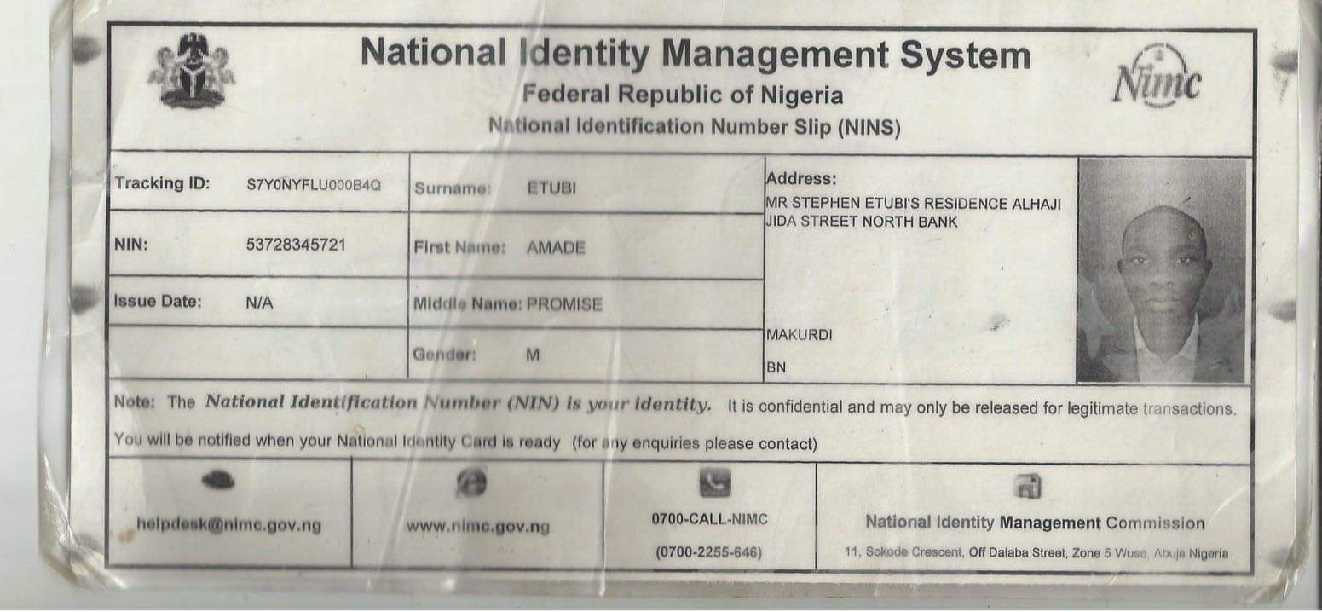 National Identity Management System
Federal Republic of Nigeria
National Identification Number Slip (NINS)
Nimc
Tracking ID:
Surname: ETUBI
Address:
MR STEPHEN ETUBI'S RESIDENCE ALHAJI
JIDA STREET NORTH BANK
NIN: 53728345721
First Name: AMADE
Issue Date: N/A
Middle Name: PROMISE
MAKURDI
Gender: M
BN
Note: The National Identification Number (NIN) is your identity. It is confidential and may only be released for legitimate transactions.
You will be notified when your National Identity Card is ready (for any enquiries please contact)
helpdesk@nimc.gov.ng
www.nimc.gov.ng
0700-CALL-NIMC
(0700-2255-646)
National Identity Management Commission
11, Sokode Crescent, Off Dalaba Street, Zone 5 Wuse, Abuja Nigeria